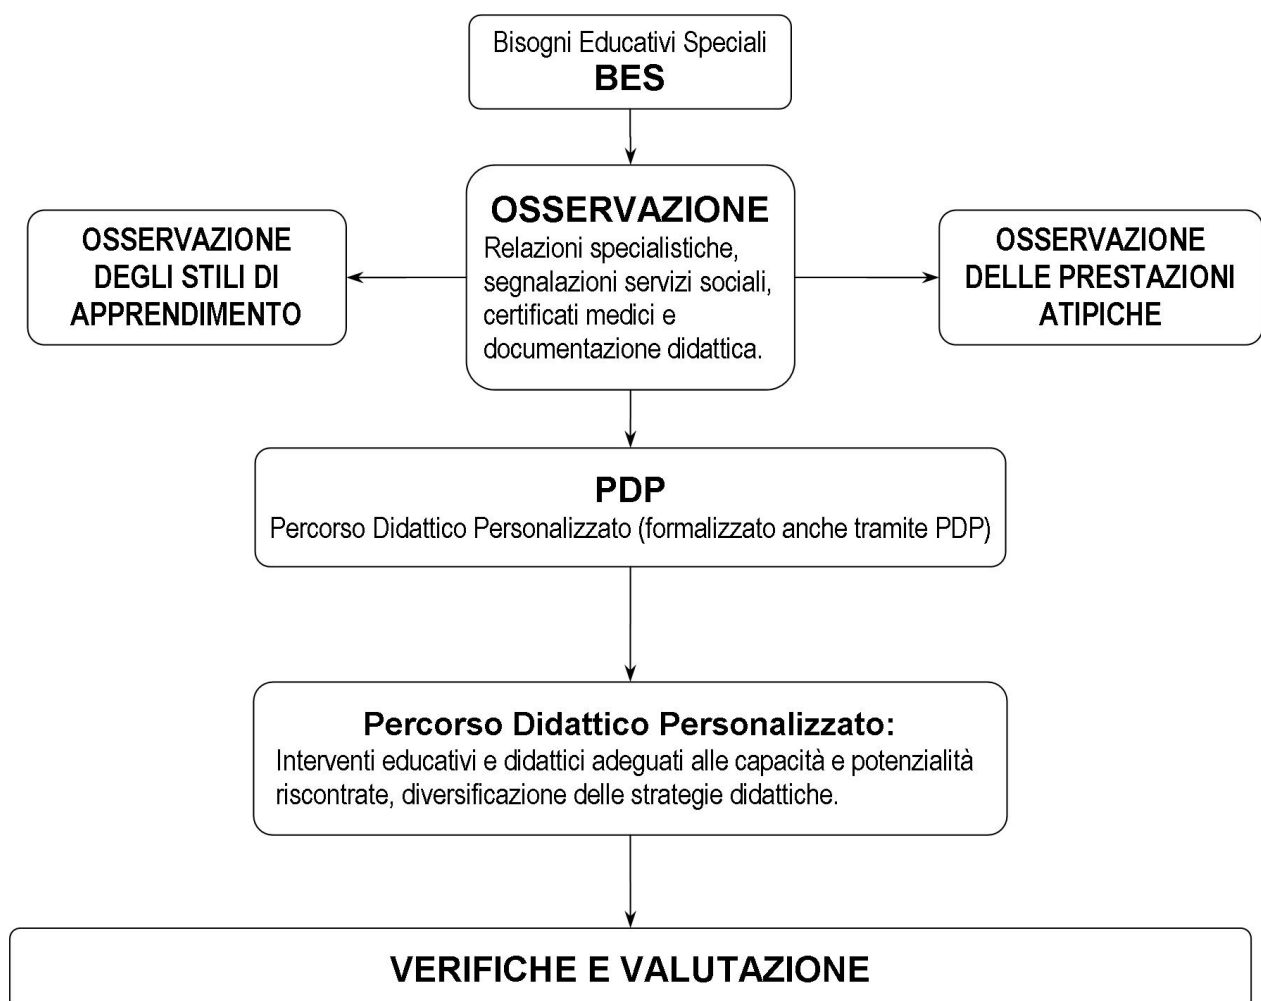 Bisogni Educativi Speciali
BES
OSSERVAZIONE
Relazioni specialistiche,
segnalazioni servizi sociali,
certificati medici e
documentazione didattica.
OSSERVAZIONE
DEGLI STILI DI
APPRENDIMENTO
OSSERVAZIONE
DELLE PRESTAZIONI
ATIPICHE
PDP
Percorso Didattico Personalizzato (formalizzato anche tramite PDP)
Percorso Didattico Personalizzato:
Interventi educativi e didattici adeguati alle capacità e potenzialità
riscontrate, diversificazione delle strategie didattiche.
VERIFICHE E VALUTAZIONE